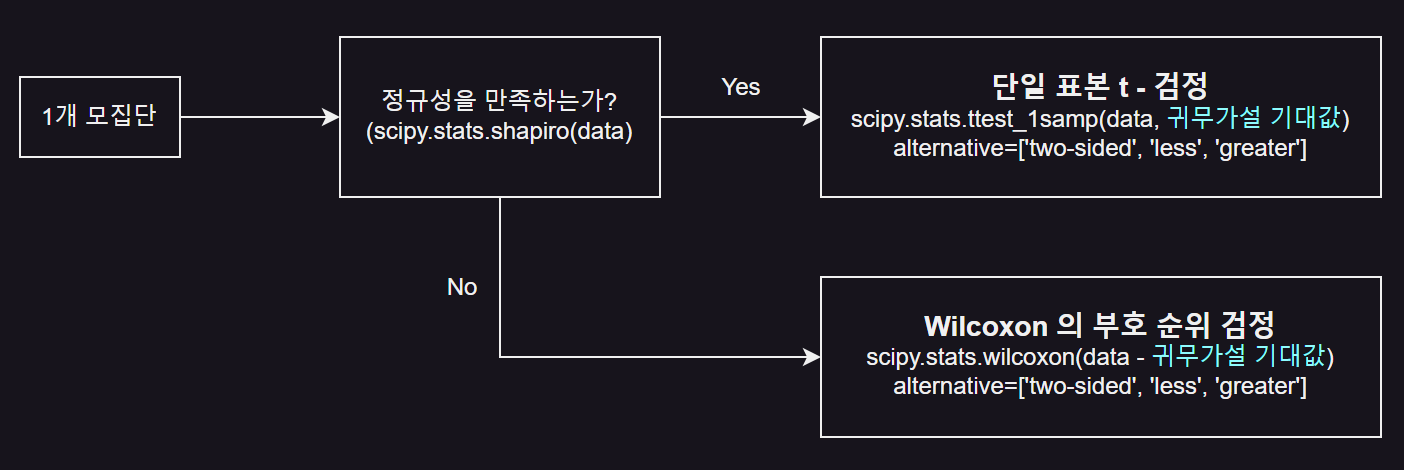 1개 모집단
정규성을 만족하는가?
(scipy.stats.shapiro(data)
Yes
단일 표본 t - 검정
scipy.stats.ttest_1samp(data, 귀무가설 기대값)
alternative=['two-sided', 'less', 'greater']
No
Wilcoxon 의 부호 순위 검정
scipy.stats.wilcoxon(data - 귀무가설 기대값)
alternative=['two-sided', 'less', 'greater']